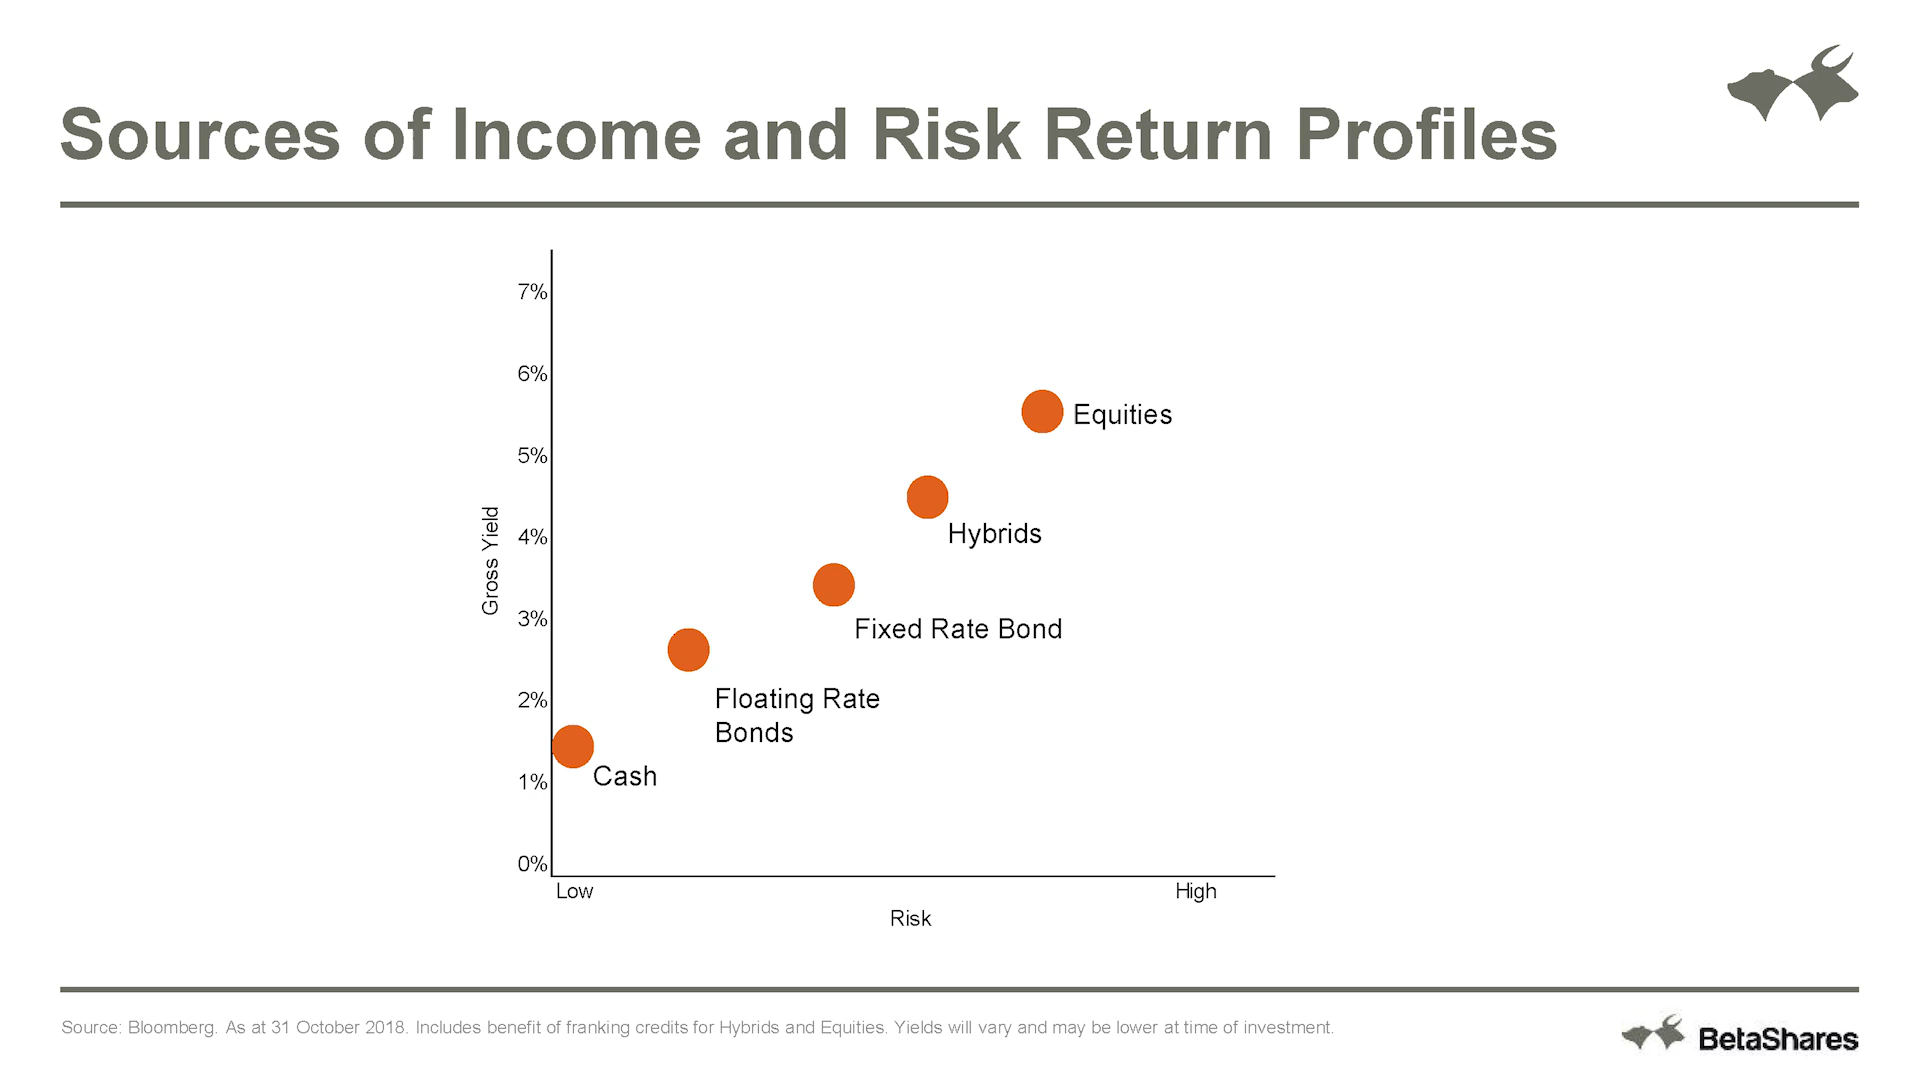 Sources of Income and Risk Return Profiles
7%
6%
Equities
5%
Gross Yield
4%
Hybrids
3%
Fixed Rate Bond
2%
Floating Rate
Bonds
1%
Cash
0%
Low
High
Risk
Source: Bloomberg. As at 31 October 2018. Includes benefit of franking credits for Hybrids and Equities. Yields will vary and may be lower at time of investment.
BetaShares